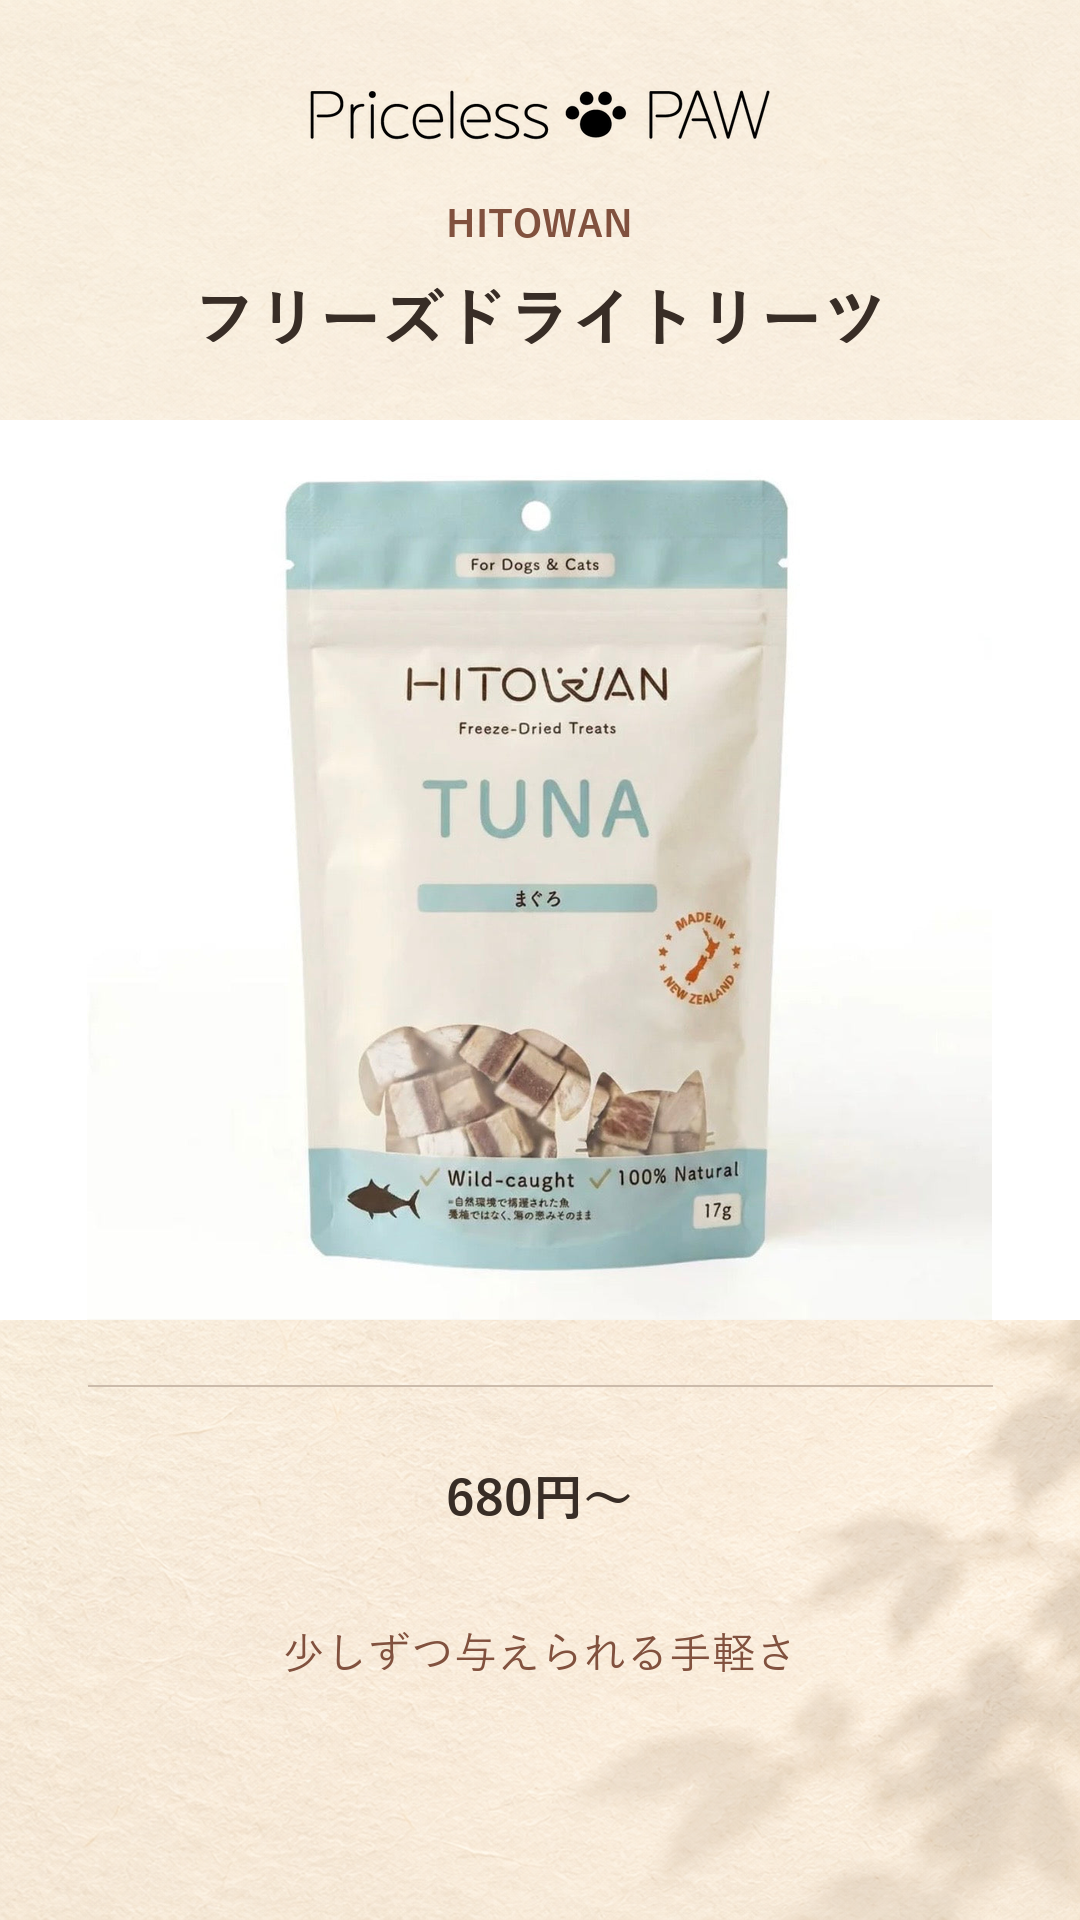 Priceless PAW
HITOWAN
フリーズドライトリーツ
For Dogs & Cats
HITOWAN
Freeze-Dried Treats
TUNA
まぐろ
MADE IN
NEW ZEALAND
Wild-caught
100% Natural
17g
680円〜
少しずつ与えられる手軽さ